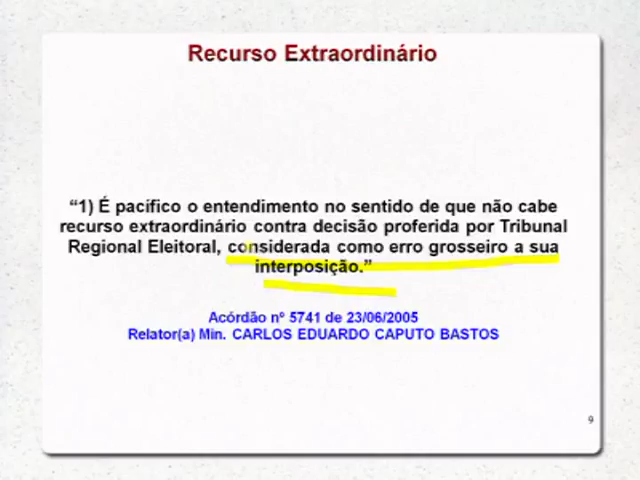 Recurso Extraordinário
“1) É pacífico o entendimento no sentido de que não cabe
recurso extraordinário contra decisão proferida por Tribunal
Regional Eleitoral, considerada como erro grosseiro a sua
interposição.”
Acórdão nº 5741 de 23/06/2005
Relator(a) Min. CARLOS EDUARDO CAPUTO BASTOS
9